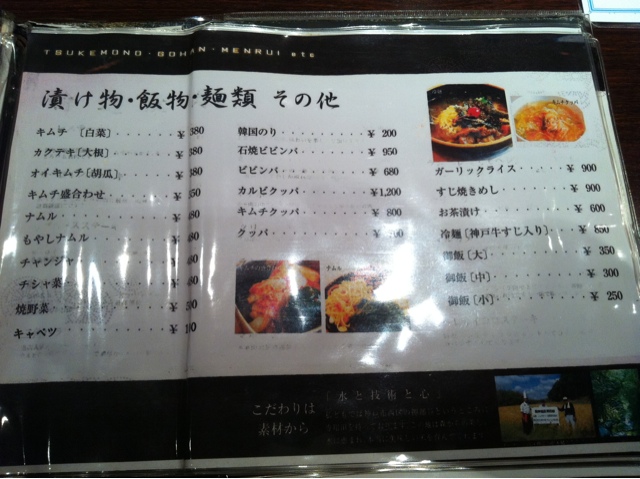 TSUKEMONO・GOHAN・MENRUI etc
漬け物・飯物・麺類 その他
キムチ 〔白菜〕・・・・・・・¥ 380
カクテキ〔大根〕・・・・・・¥ 380
オイキムチ〔胡瓜〕・・・・・¥ 380
キムチ盛合わせ・・・・・・・¥
ナムル・・・・・・・・・・¥
もやしナムル・・・・・・・・¥
チャンジャ・・・・・・・・・¥
チシャ菜・・・・・・・・・・¥
焼野菜・・・・・・・・・・・¥
キャベツ・・・・・・・・・・¥
韓国のり・・・・・・・・¥ 200
石焼ビビンバ・・・・・・¥ 950
ビビンバ・・・・・・・・¥ 680
カルビクッパ・・・・・・¥1,200
キムチクッパ・・・・・・¥ 800
クッパ・・・・・・・・・¥
ガーリックライス・・・・・¥ 900
すじ焼きめし・・・・・・・¥ 900
お茶漬け・・・・・・・・・¥ 600
冷麺〔神戸牛すじ入り〕・・¥ 850
御飯〔大〕・・・・・・・・¥ 350
御飯〔中〕・・・・・・・・¥ 300
御飯〔小〕・・・・・・・・¥ 250
こだわりは
素材から
「水と技術と心」